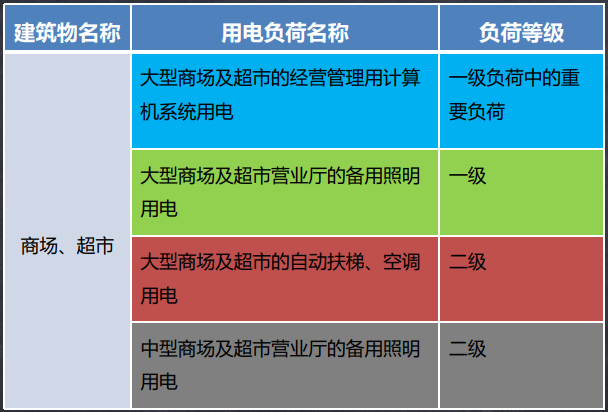 建筑物名称 用电负荷名称 负荷等级
商场、超市
大型商场及超市的经营管理用计算
机系统用电
一级负荷中的重
要负荷
大型商场及超市营业厅的备用照明
用电
一级
大型商场及超市的自动扶梯、空调
用电
二级
中型商场及超市营业厅的备用照明
用电
二级